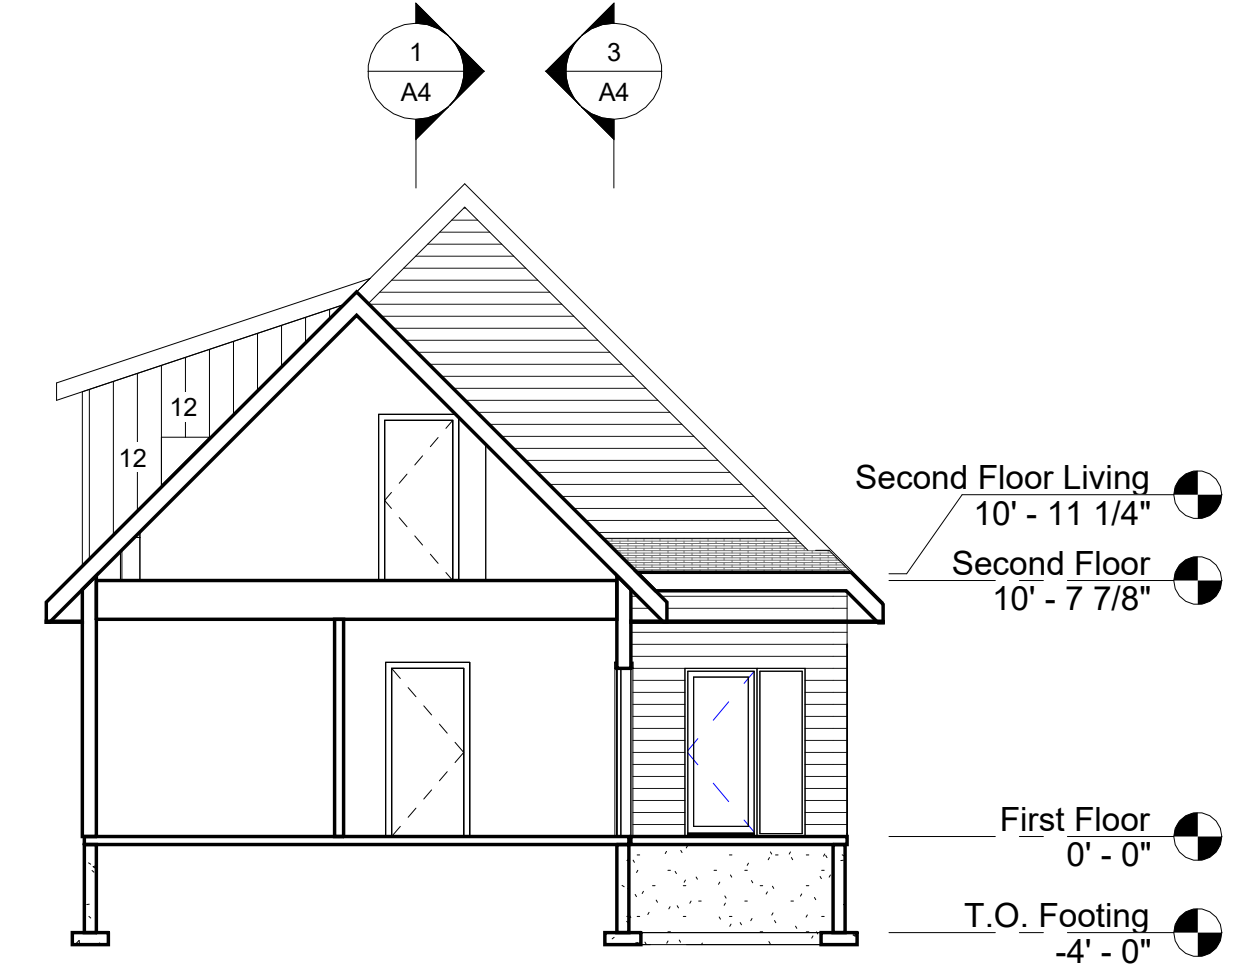 1
A4
3
A4
12
12
Second Floor Living
10' - 11 1/4"
Second Floor
10' - 7 7/8"
First Floor
0' - 0"
T.O. Footing
-4' - 0"